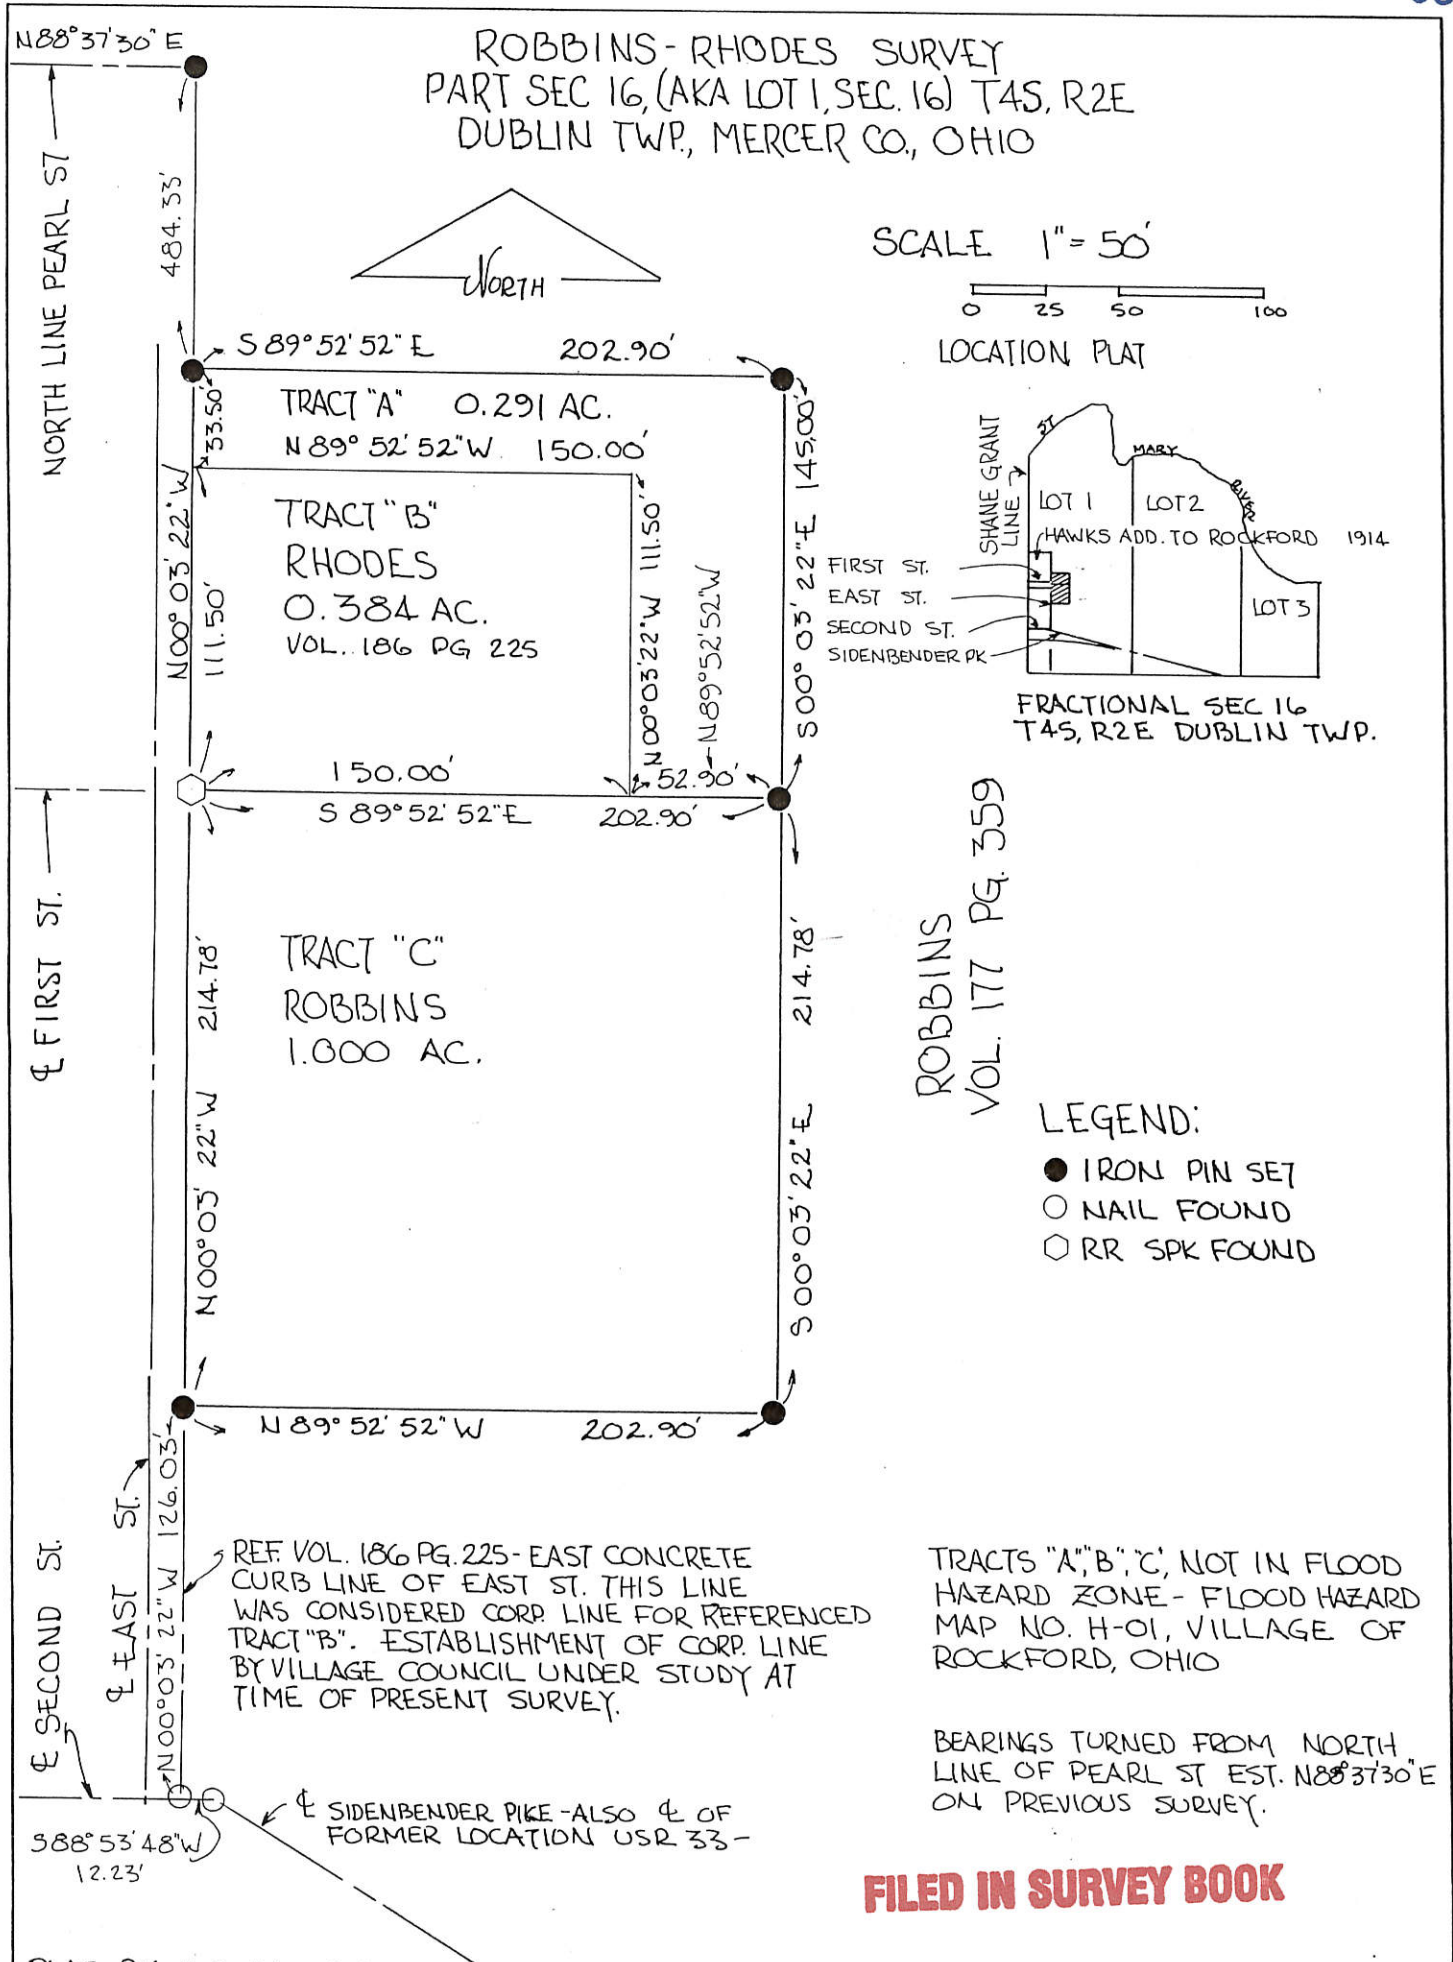 ROBBINS - RHODES SURVEY
PART SEC 16, (AKA LOT 1, SEC. 16) T4S, R2E
DUBLIN TWP., MERCER CO., OHIO
N88°37'30" E
NORTH LINE PEARL ST
484.33'
NORTH
SCALE 1" = 50'
0 25 50 100
LOCATION PLAT
S 89° 52' 52" E 202.90'
33.50'
TRACT "A" 0.291 AC.
N 89° 52' 52" W 150.00'
S 00° 03' 22" E 145.00'
N00° 03' 22" W
111.50'
TRACT "B"
RHODES
0.384 AC.
VOL. 186 PG 225
N 00° 03' 22" W 111.50'
N89°52'52"W
SHANE GRANT
LINE
ST
MARY
RIVER
LOT 1
LOT 2
HAWKS ADD. TO ROCKFORD 1914
FIRST ST.
EAST ST.
SECOND ST.
SIDENBENDER PK
LOT 3
FRACTIONAL SEC 16
T4S, R2E DUBLIN TWP.
150.00'
52.90'
S 89° 52' 52" E 202.90'
℄ FIRST ST.
N00° 03' 22" W 214.78'
TRACT "C"
ROBBINS
1.000 AC.
S 00° 03' 22" E 214.78'
ROBBINS
VOL. 177 PG. 359
LEGEND:
IRON PIN SET
NAIL FOUND
RR SPK FOUND
N 89° 52' 52" W 202.90'
℄ SECOND ST.
℄ EAST ST.
N00° 03' 22" W 126.03'
REF. VOL. 186 PG. 225 - EAST CONCRETE
CURB LINE OF EAST ST. THIS LINE
WAS CONSIDERED CORP. LINE FOR REFERENCED
TRACT "B". ESTABLISHMENT OF CORP. LINE
BY VILLAGE COUNCIL UNDER STUDY AT
TIME OF PRESENT SURVEY.
TRACTS "A", "B", "C", NOT IN FLOOD
HAZARD ZONE - FLOOD HAZARD
MAP NO. H-01, VILLAGE OF
ROCKFORD, OHIO
BEARINGS TURNED FROM NORTH
LINE OF PEARL ST EST. N88°37'30"E
ON PREVIOUS SURVEY.
S88° 53' 48"W
12.23'
℄ SIDENBENDER PIKE - ALSO ℄ OF
FORMER LOCATION USR 33 -
FILED IN SURVEY BOOK